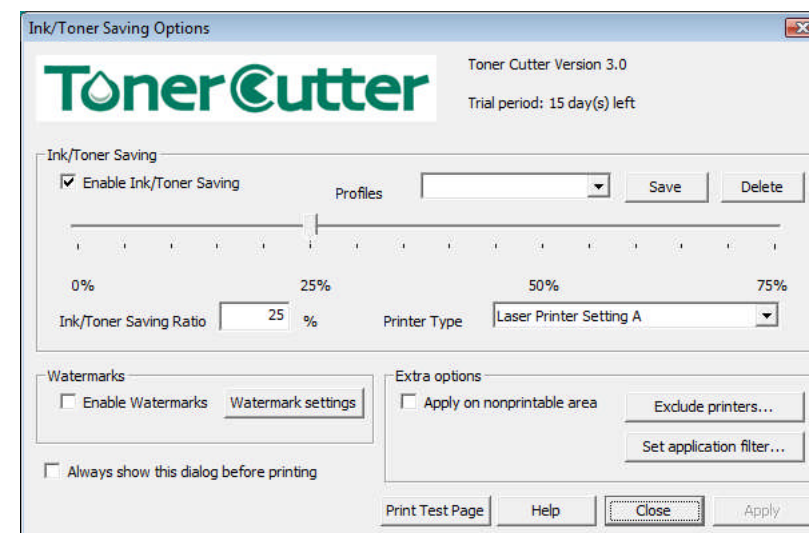 Ink/Toner Saving Options
Toner Cutter
Toner Cutter Version 3.0
Trial period: 15 day(s) left
Ink/Toner Saving
Enable Ink/Toner Saving
Profiles
Save
Delete
0% 25% 50% 75%
Ink/Toner Saving Ratio 25 %
Printer Type Laser Printer Setting A
Watermarks
Enable Watermarks
Watermark settings
Extra options
Apply on nonprintable area
Exclude printers...
Set application filter...
Always show this dialog before printing
Print Test Page
Help
Close
Apply